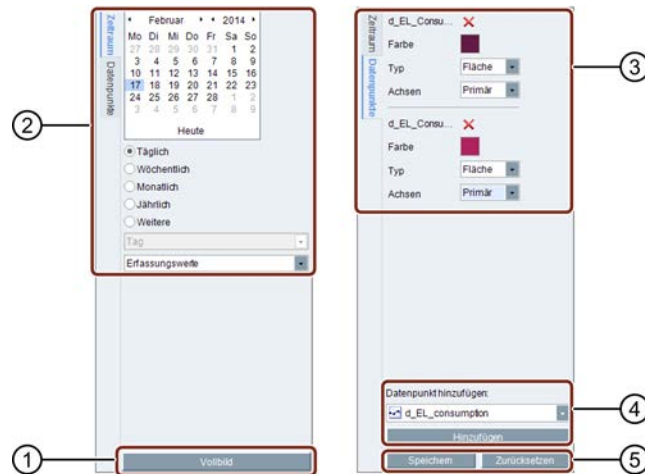 Zeitraum
Datenpunkte
Februar 2014
Mo Di Mi Do Fr Sa So
27 28 29 30 31 1 2
3 4 5 6 7 8 9
10 11 12 13 14 15 16
17 18 19 20 21 22 23
24 25 26 27 28 1 2
3 4 5 6 7 8 9
Heute
Täglich
Wöchentlich
Monatlich
Jährlich
Weitere
Tag
Erfassungswerte
Vollbild
2
1
Zeitraum
Datenpunkte
d_EL_Consu...
Farbe
Typ Fläche
Achsen Primär
d_EL_Consu...
Farbe
Typ Fläche
Achsen Primär
Datenpunkt hinzufügen:
d_EL_consumption
Hinzufügen
Speichern Zurücksetzen
3
4
5